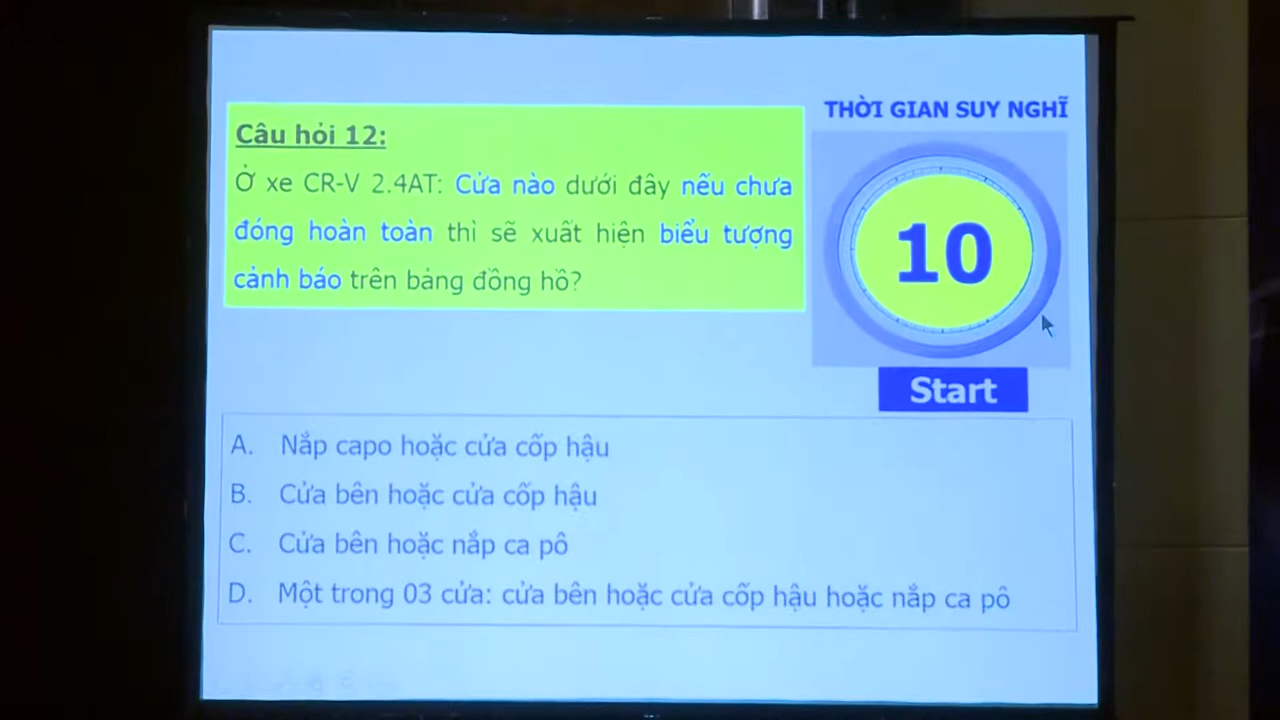 THỜI GIAN SUY NGHĨ
Câu hỏi 12:
Ở xe CR-V 2.4AT: Cửa nào dưới đây nếu chưa
đóng hoàn toàn thì sẽ xuất hiện biểu tượng
cảnh báo trên bảng đồng hồ?
10
Start
A. Nắp capo hoặc cửa cốp hậu
B. Cửa bên hoặc cửa cốp hậu
C. Cửa bên hoặc nắp ca pô
D. Một trong 03 cửa: cửa bên hoặc cửa cốp hậu hoặc nắp ca pô